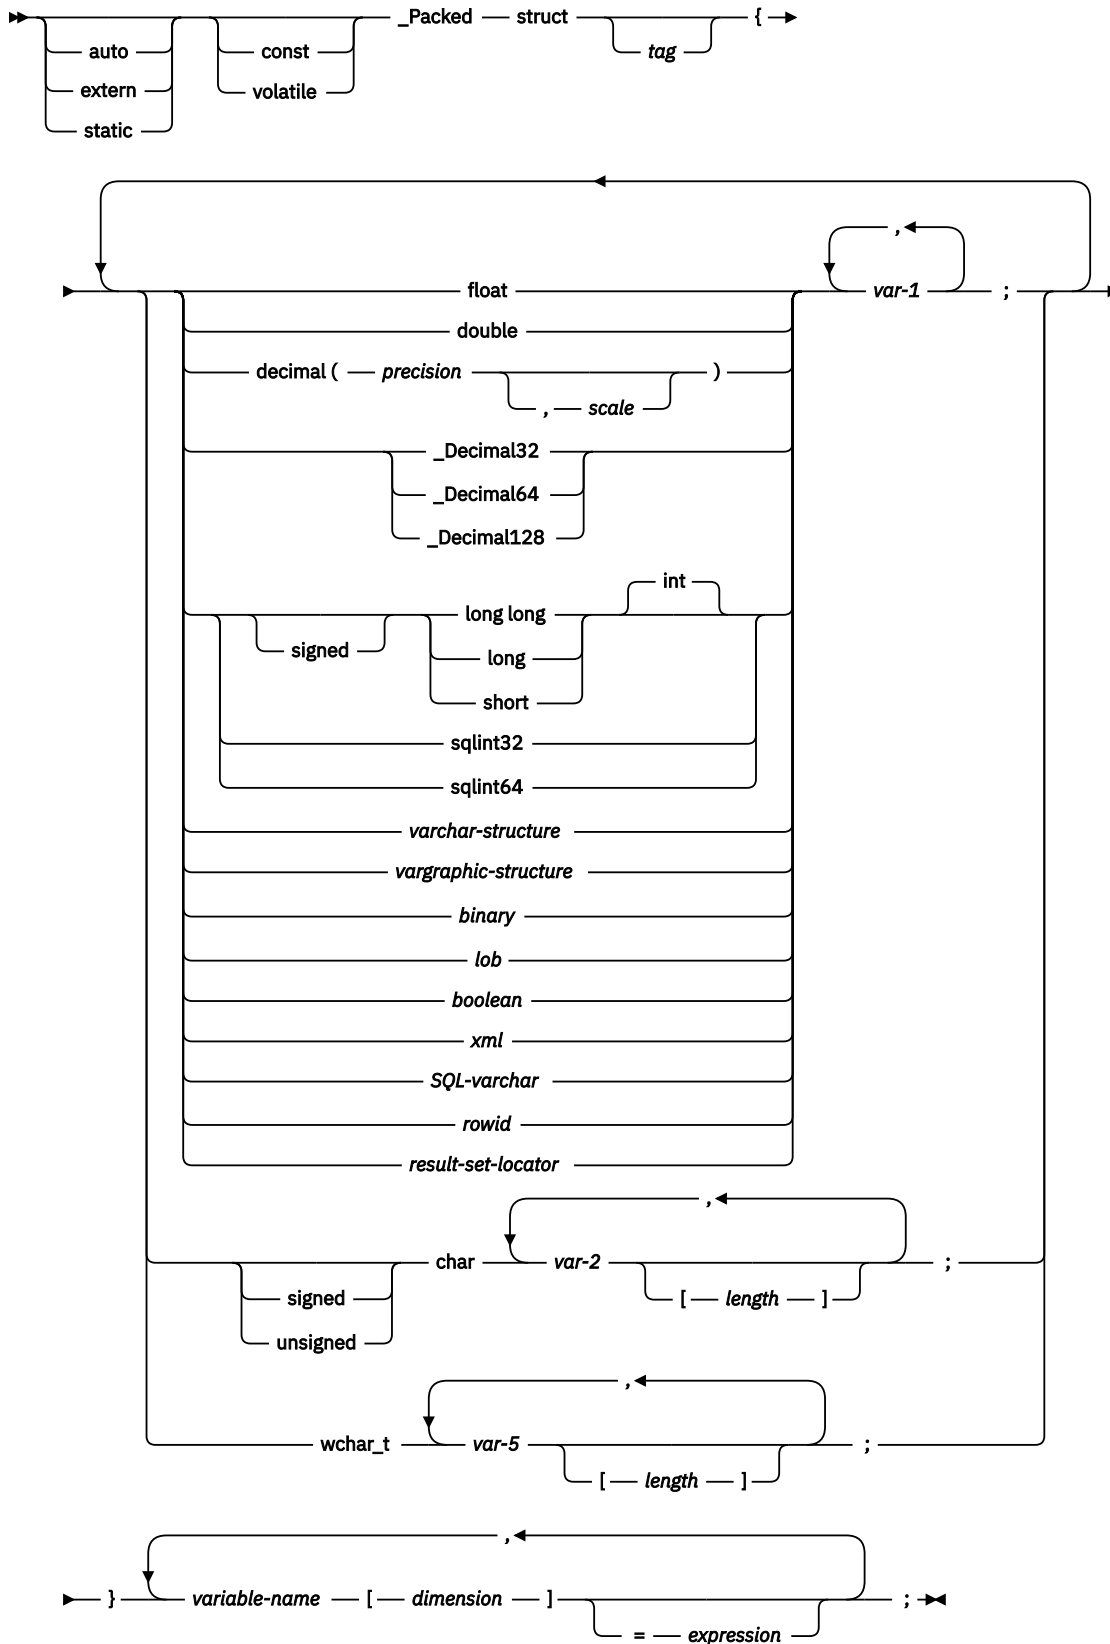 _Packed struct {
auto const tag
extern volatile
static
,
float var-1 ;
double
decimal ( precision )
, scale
_Decimal32
_Decimal64
_Decimal128
int
long long
signed long
short
sqlint32
sqlint64
varchar-structure
vargraphic-structure
binary
lob
boolean
xml
SQL-varchar
rowid
result-set-locator
,
char var-2 ;
signed [ length ]
unsigned
,
wchar_t var-5 ;
[ length ]
,
} variable-name [ dimension ] ;
= expression